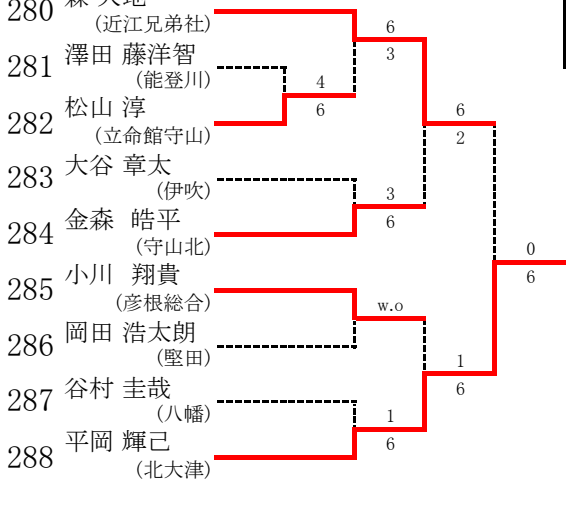 280
(近江兄弟社)
281 澤田 藤洋智
(能登川)
282 松山 淳
(立命館守山)
283 大谷 章太
(伊吹)
284 金森 皓平
(守山北)
285 小川 翔貴
(彦根総合)
286 岡田 浩太朗
(堅田)
287 谷村 圭哉
(八幡)
288 平岡 輝己
(北大津)
6
3
4
6
6
2
3
6
0
6
w.o
1
6
1
6